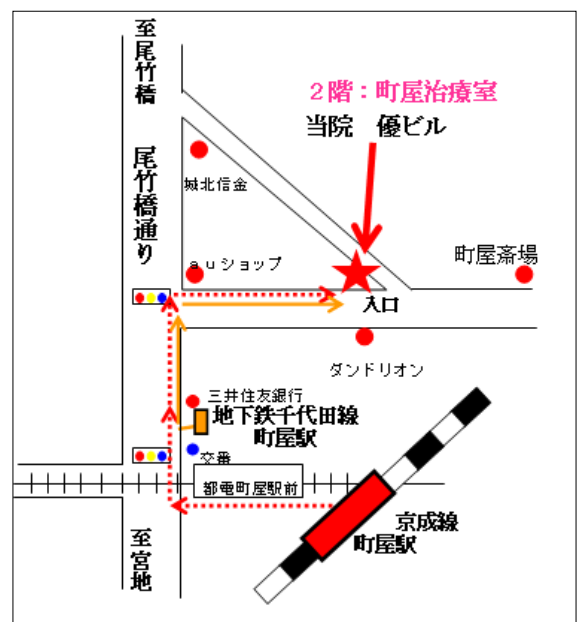 至尾竹橋
２階：町屋治療室
当院　優ビル
尾竹橋通り
城北信金
ａｕショップ
町屋斎場
入口
ダンドリオン
三井住友銀行
地下鉄千代田線
町屋駅
交番
都電町屋駅前
京成線
町屋駅
至宮地